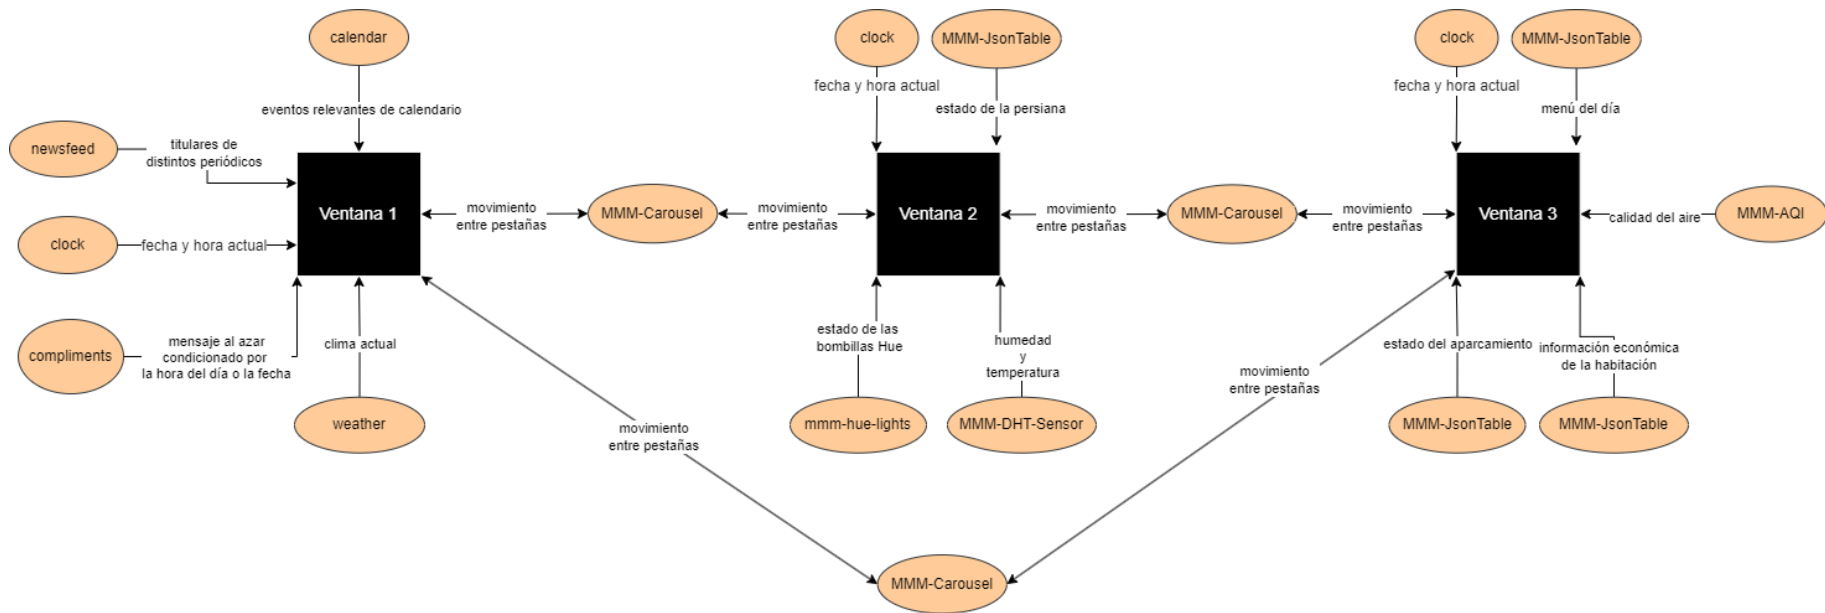 calendar
eventos relevantes de calendario
newsfeed
titulares de
distintos periódicos
clock
fecha y hora actual
compliments
mensaje al azar
condicionado por
la hora del día o la fecha
clima actual
weather
Ventana 1
movimiento
entre pestañas
MMM-Carousel
movimiento
entre pestañas
clock
fecha y hora actual
MMM-JsonTable
estado de la persiana
Ventana 2
estado de las
bombillas Hue
mmm-hue-lights
humedad
y
temperatura
MMM-DHT-Sensor
movimiento
entre pestañas
MMM-Carousel
movimiento
entre pestañas
clock
fecha y hora actual
MMM-JsonTable
menú del día
Ventana 3
calidad del aire
MMM-AQI
estado del aparcamiento
MMM-JsonTable
información económica
de la habitación
MMM-JsonTable
movimiento
entre pestañas
MMM-Carousel
movimiento
entre pestañas